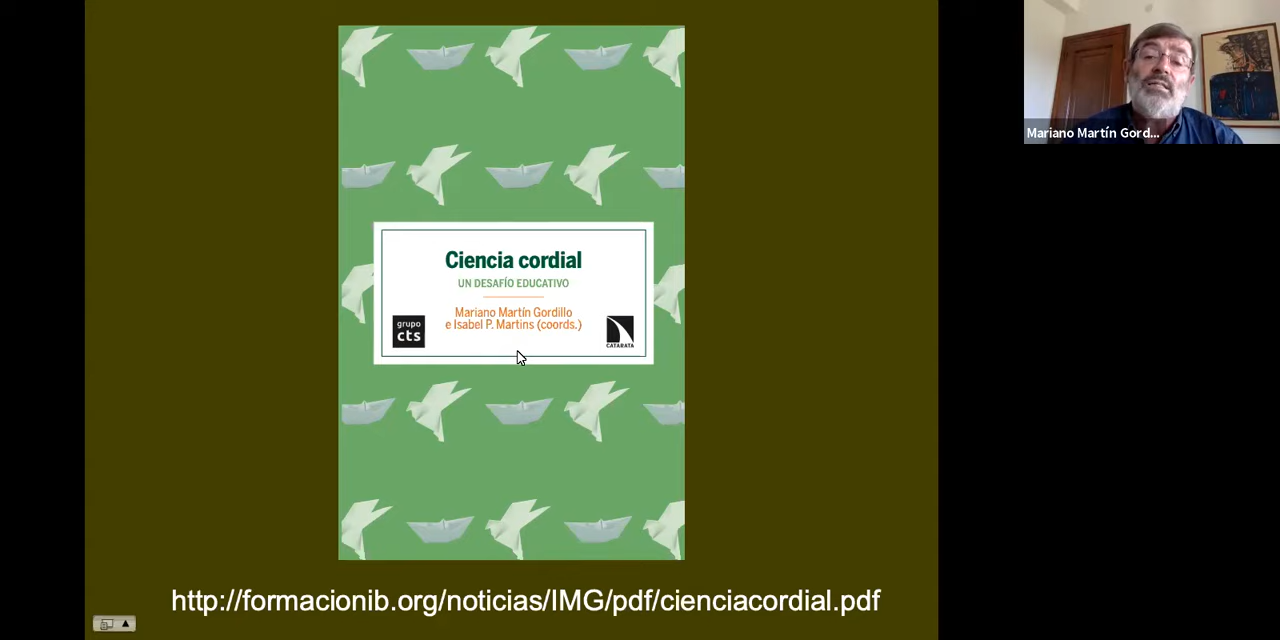 Ciencia cordial
UN DESAFÍO EDUCATIVO
Mariano Martín Gordillo
e Isabel P. Martins (coords.)
grupo
cts
CATARATA
http://formacionib.org/noticias/IMG/pdf/cienciacordial.pdf
Mariano Martín Gord...